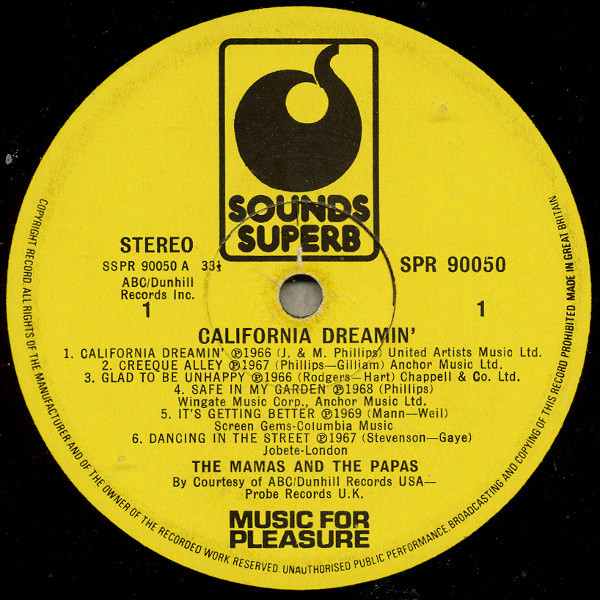 SOUNDS
SUPERB
STEREO
SSPR 90050 A 33⅓
ABC/Dunhill
Records Inc.
1
SPR 90050
1
CALIFORNIA DREAMIN'
1. CALIFORNIA DREAMIN' ℗1966 (J. & M. Phillips) United Artists Music Ltd.
2. CREEQUE ALLEY ℗1967 (Phillips—Gilliam) Anchor Music Ltd.
3. GLAD TO BE UNHAPPY ℗1966 (Rodgers—Hart) Chappell & Co. Ltd.
4. SAFE IN MY GARDEN ℗1968 (Phillips)
Wingate Music Corp., Anchor Music Ltd.
5. IT'S GETTING BETTER ℗1969 (Mann—Weil)
Screen Gems-Columbia Music
6. DANCING IN THE STREET ℗1967 (Stevenson—Gaye)
Jobete-London
THE MAMAS AND THE PAPAS
By Courtesy of ABC/Dunhill Records USA—
Probe Records U.K.
MUSIC FOR
PLEASURE
COPYRIGHT RECORD. ALL RIGHTS OF THE MANUFACTURER AND OF THE OWNER OF THE RECORDED WORK RESERVED. UNAUTHORISED PUBLIC PERFORMANCE, BROADCASTING AND COPYING OF THIS RECORD PROHIBITED MADE IN GREAT BRITAIN